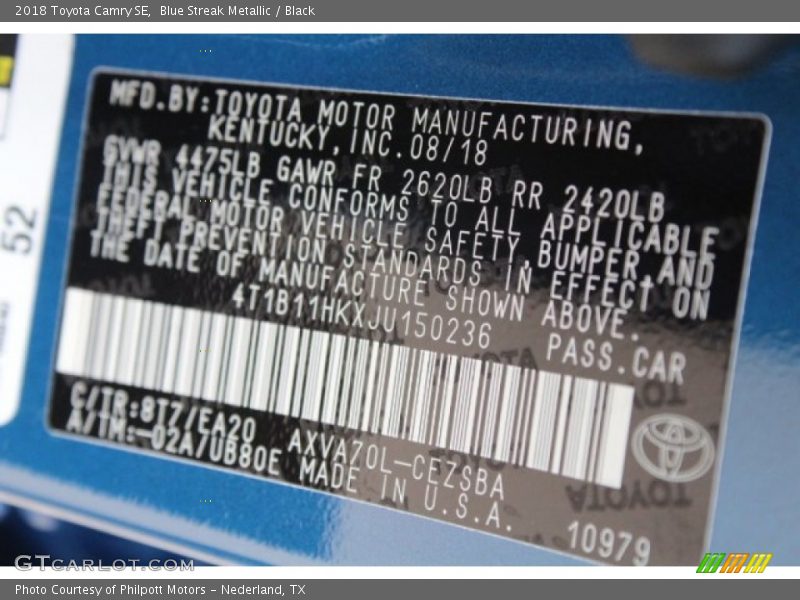 2018 Toyota Camry SE, Blue Streak Metallic / Black
MFD.BY:TOYOTA MOTOR MANUFACTURING,
KENTUCKY,INC.08/18
GVWR 4475LB GAWR FR 2620LB RR 2420LB
THIS VEHICLE CONFORMS TO ALL APPLICABLE
FEDERAL MOTOR VEHICLE SAFETY,BUMPER,AND
THEFT PREVENTION STANDARDS IN EFFECT ON
THE DATE OF MANUFACTURE SHOWN ABOVE.
4T1B11HKXJU150236 PASS.CAR
C/TR:8T7/EA20 AXVA70L-CEZSBA
A/TM:-02A/UB80E MADE IN U.S.A.
10979
TOYOTA
52
GTCARLOT.COM
Photo Courtesy of Philpott Motors - Nederland, TX